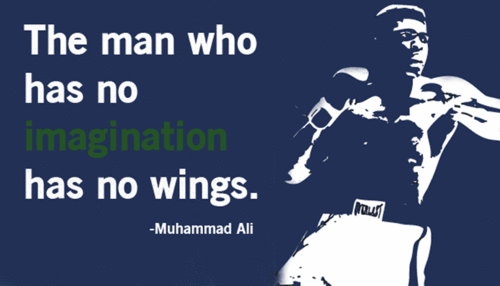 The man who
has no
imagination
has no wings.
-Muhammad Ali
EVERLAST